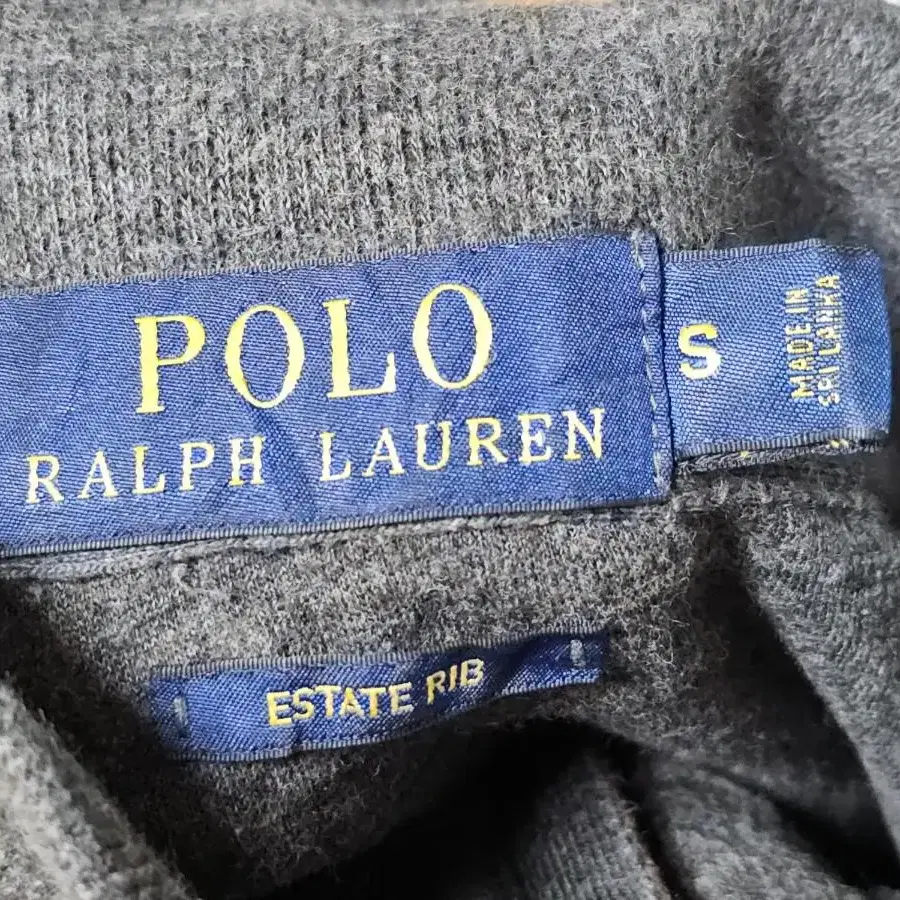 POLO
RALPH LAUREN
S
MADE IN
SRI LANKA
ESTATE RIB